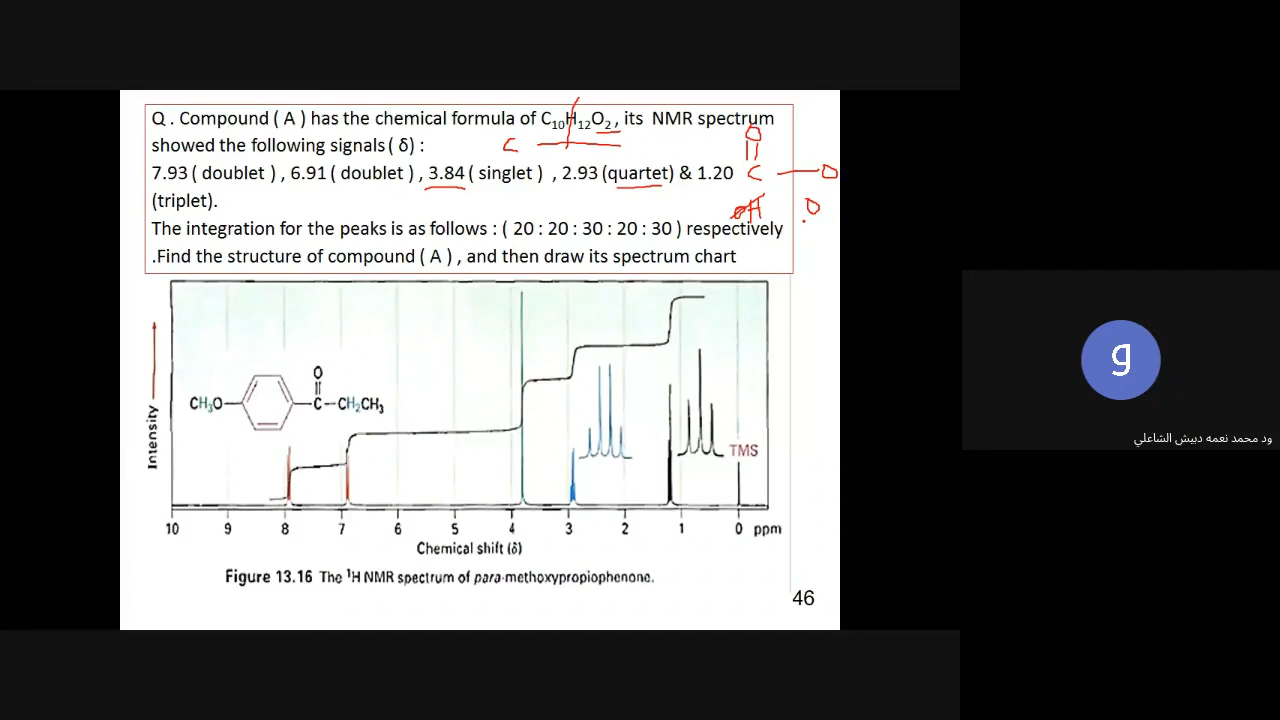 Q . Compound ( A ) has the chemical formula of C₁₀H₁₂O₂, its NMR spectrum
showed the following signals ( δ ) :
C
O
7.93 ( doublet ) , 6.91 ( doublet ) , 3.84 ( singlet ) , 2.93 (quartet) & 1.20
C O
(triplet).
H O
The integration for the peaks is as follows : ( 20 : 20 : 30 : 20 : 30 ) respectively
.Find the structure of compound ( A ) , and then draw its spectrum chart
Intensity
O
CH₃O C—CH₂CH₃
TMS
10 9 8 7 6 5 4 3 2 1 0 ppm
Chemical shift (δ)
Figure 13.16 The ¹H NMR spectrum of para-methoxypropiophenone.
46
g
ود محمد نعمه دبيش الشاعلي